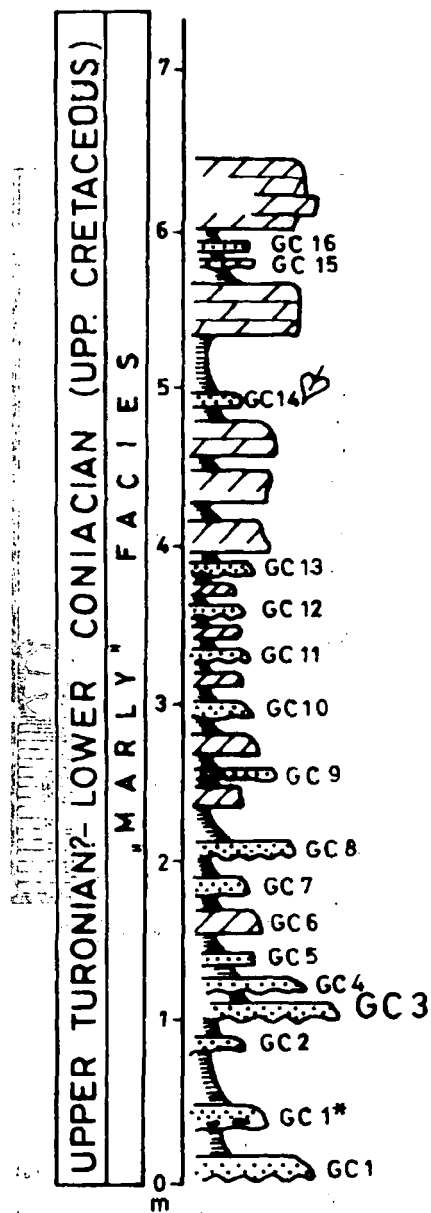 UPPER TURONIAN?- LOWER CONIACIAN (UPP. CRETACEOUS)
„MARLY" FACIES
7
6
GC 16
GC 15
5
GC14
4
GC 13
GC 12
GC 11
3
GC 10
GC 9
2
GC 8
GC 7
GC 6
GC 5
GC 4
GC 3
1
GC 2
GC 1*
GC 1
0
m